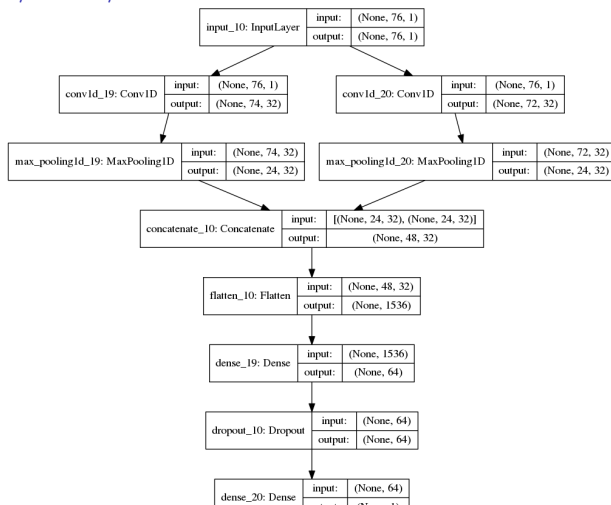 input_10: InputLayer input: (None, 76, 1)
output: (None, 76, 1)
conv1d_19: Conv1D input: (None, 76, 1)
output: (None, 74, 32)
conv1d_20: Conv1D input: (None, 76, 1)
output: (None, 72, 32)
max_pooling1d_19: MaxPooling1D input: (None, 74, 32)
output: (None, 24, 32)
max_pooling1d_20: MaxPooling1D input: (None, 72, 32)
output: (None, 24, 32)
concatenate_10: Concatenate input: [(None, 24, 32), (None, 24, 32)]
output: (None, 48, 32)
flatten_10: Flatten input: (None, 48, 32)
output: (None, 1536)
dense_19: Dense input: (None, 1536)
output: (None, 64)
dropout_10: Dropout input: (None, 64)
output: (None, 64)
dense_20: Dense input: (None, 64)